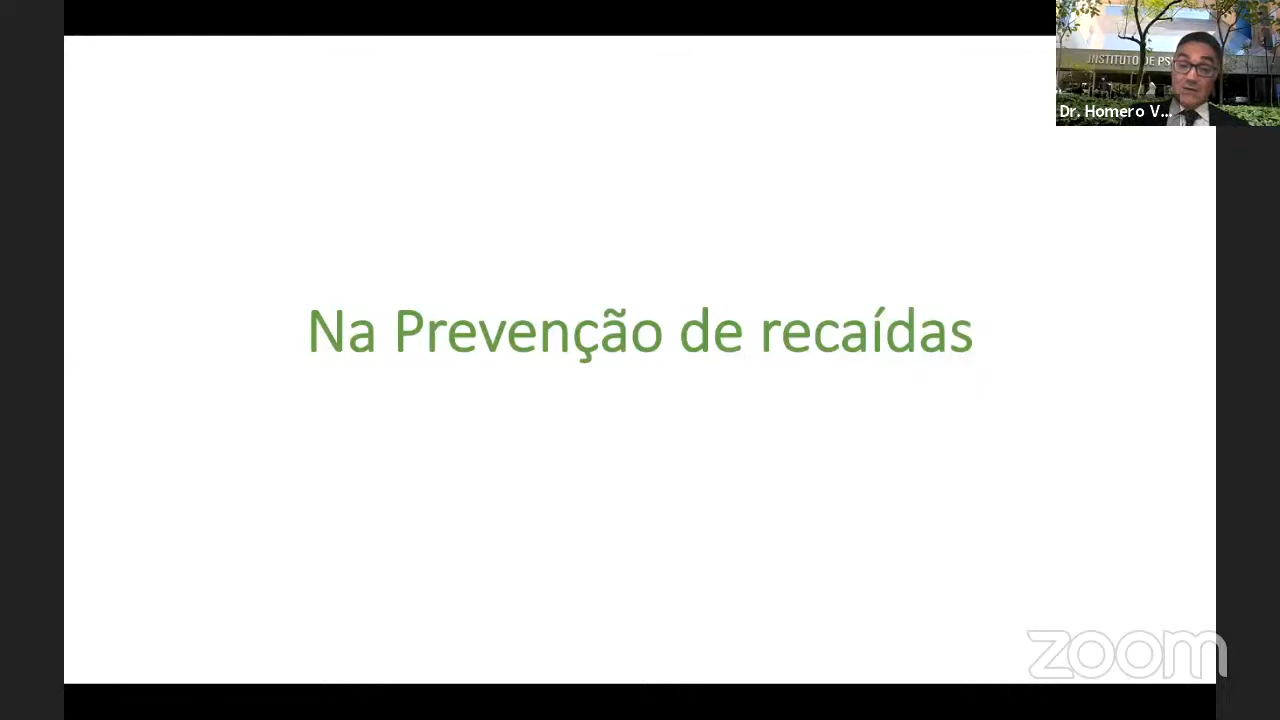 INSTITUTO DE PS
Dr. Homero V...
Na Prevenção de recaídas
zoom